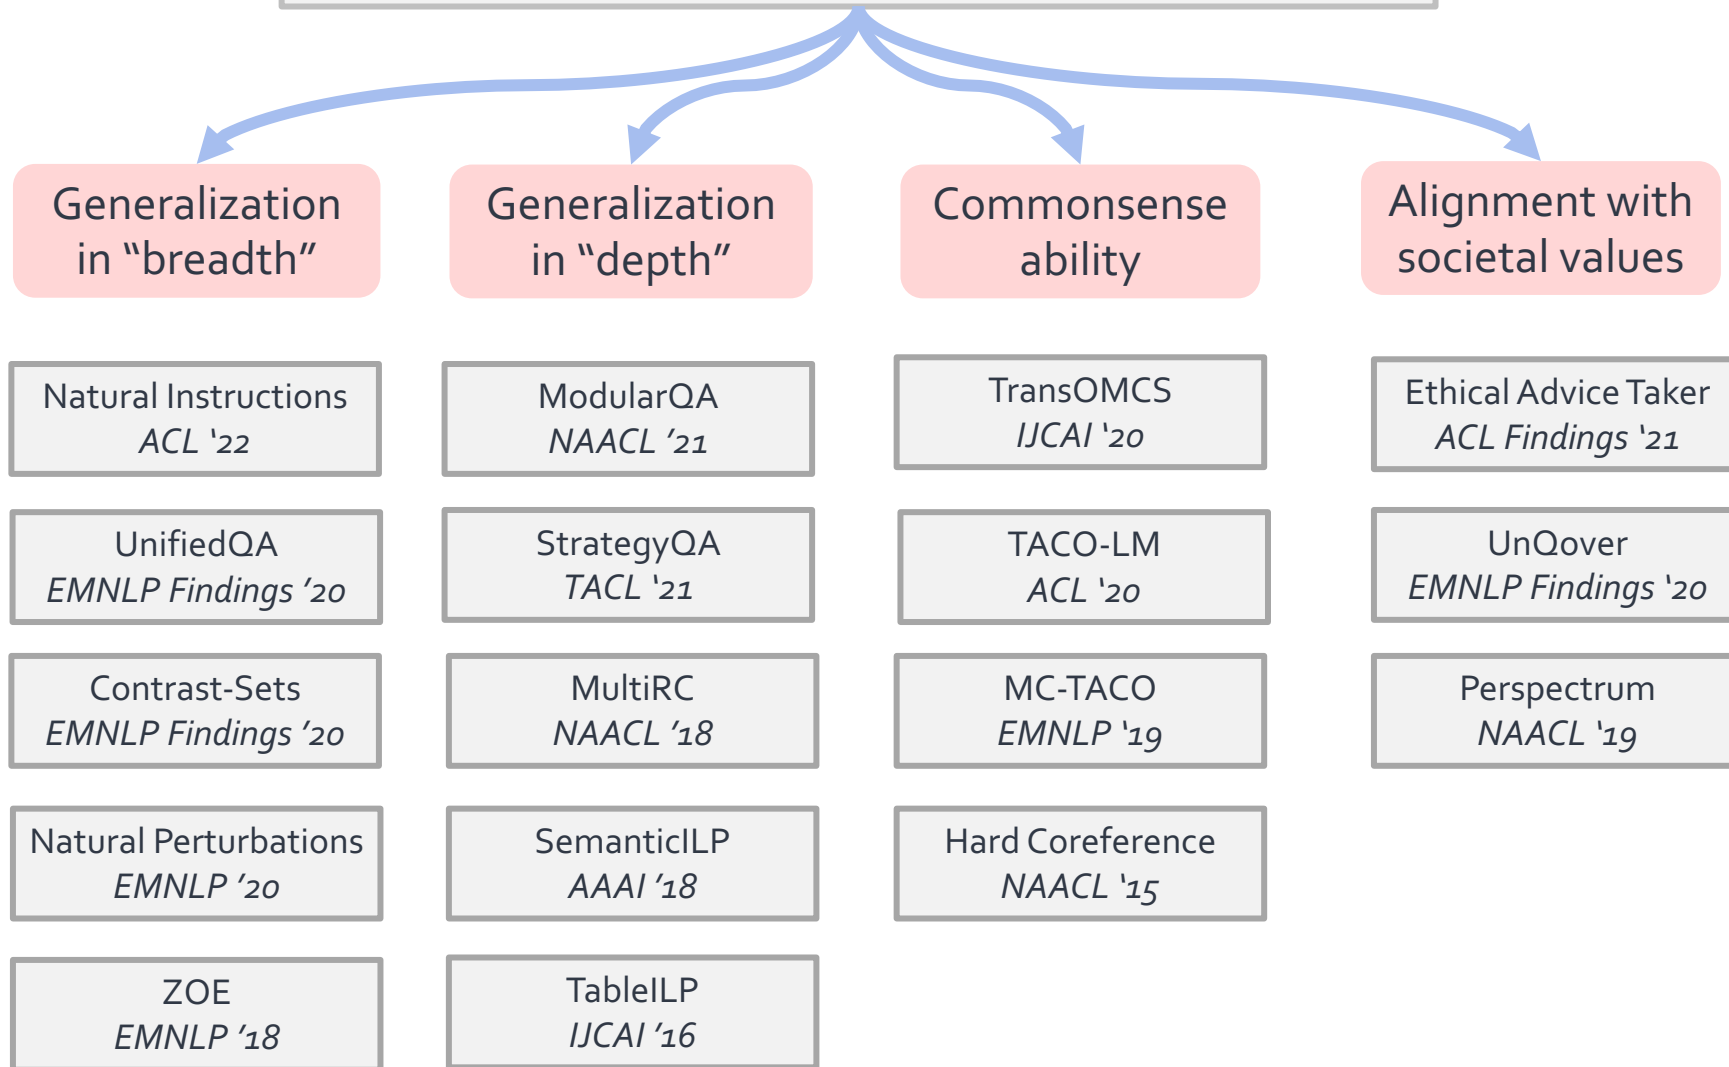 Generalization
in “breadth”
Generalization
in “depth”
Commonsense
ability
Alignment with
societal values
Natural Instructions
ACL ‘22
ModularQA
NAACL ’21
TransOMCS
IJCAI ‘20
Ethical Advice Taker
ACL Findings ‘21
UnifiedQA
EMNLP Findings ’20
StrategyQA
TACL ‘21
TACO-LM
ACL ‘20
UnQover
EMNLP Findings ‘20
Contrast-Sets
EMNLP Findings ’20
MultiRC
NAACL ’18
MC-TACO
EMNLP ‘19
Perspectrum
NAACL ‘19
Natural Perturbations
EMNLP ’20
SemanticILP
AAAI ’18
Hard Coreference
NAACL ‘15
ZOE
EMNLP ’18
TableILP
IJCAI ’16